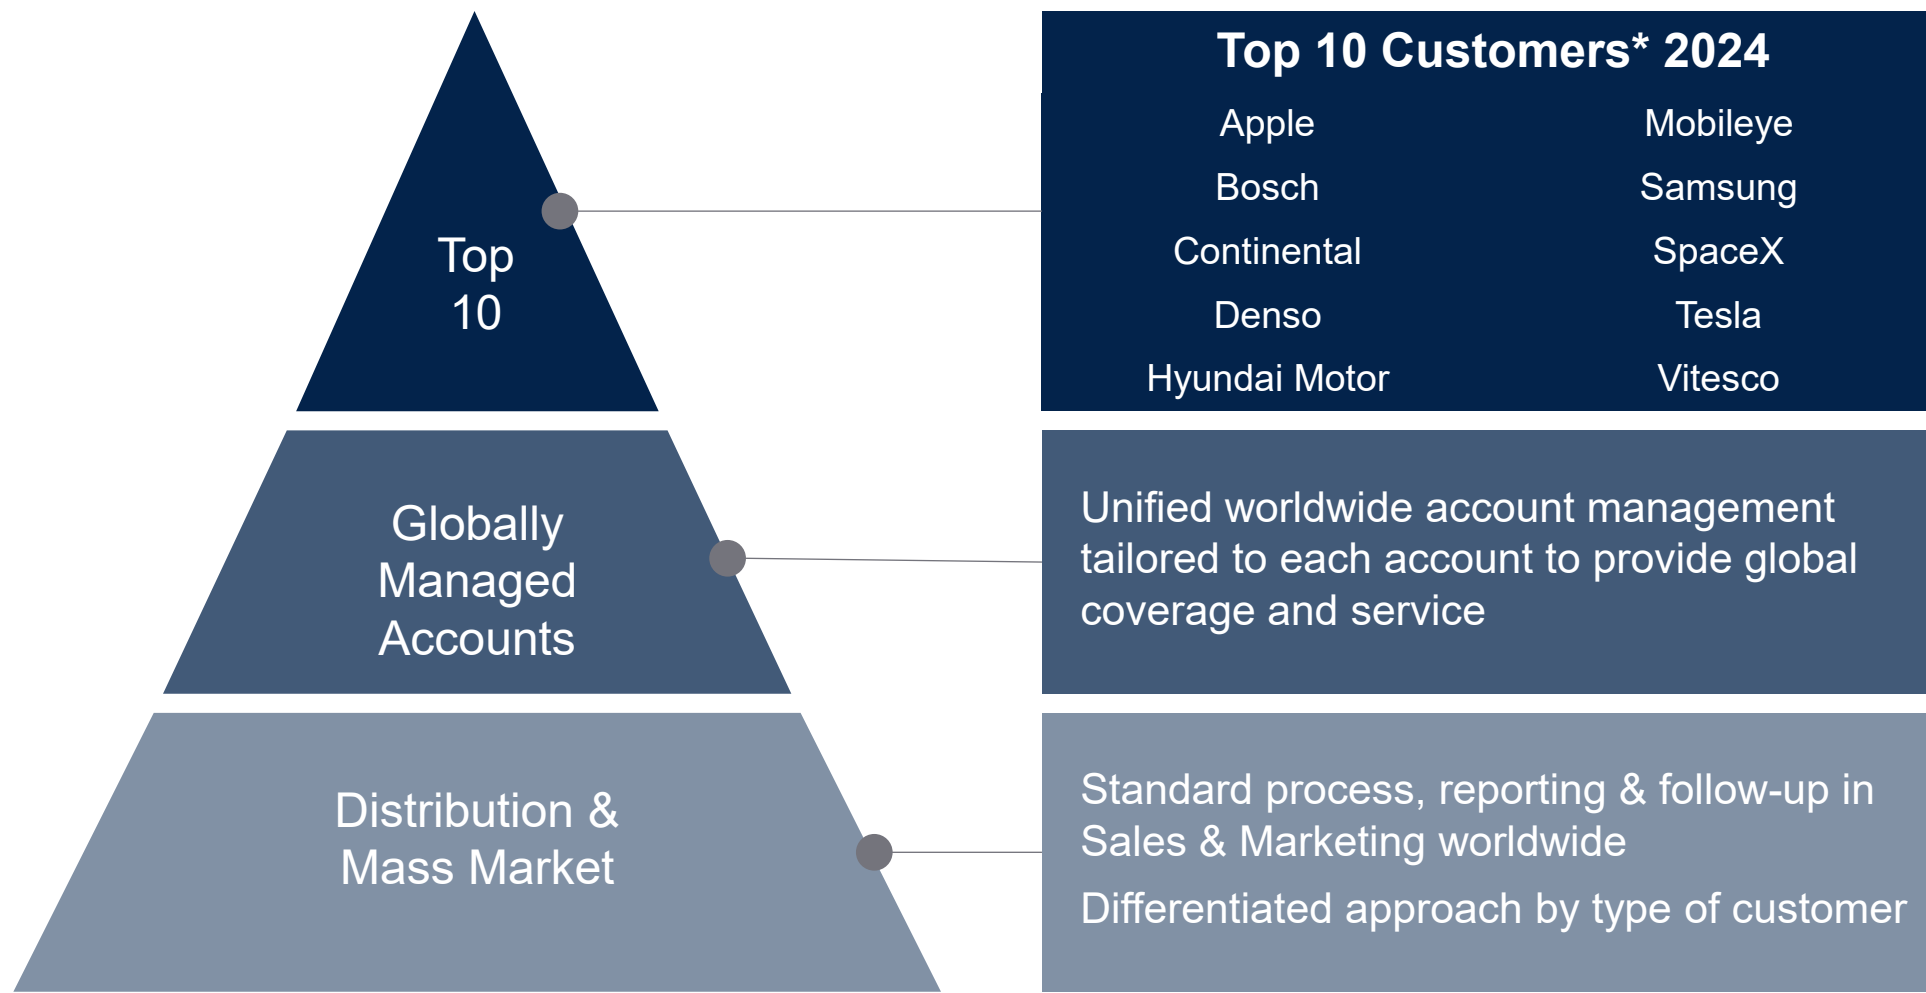 Top
10
Globally
Managed
Accounts
Distribution &
Mass Market
Top 10 Customers* 2024
Apple
Mobileye
Bosch
Samsung
Continental
SpaceX
Denso
Tesla
Hyundai Motor
Vitesco
Unified worldwide account management
tailored to each account to provide global
coverage and service
Standard process, reporting & follow-up in
Sales & Marketing worldwide
Differentiated approach by type of customer